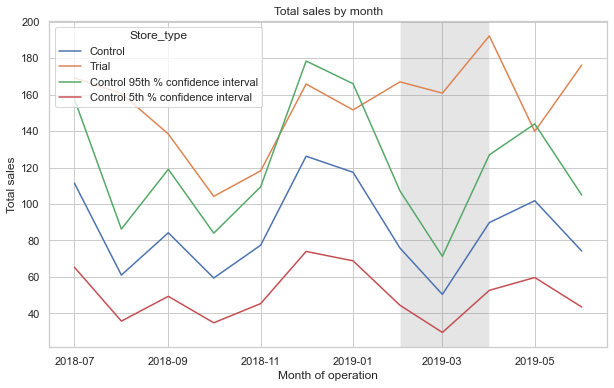 Total sales by month
Store_type
Control
Trial
Control 95th % confidence interval
Control 5th % confidence interval
Total sales
200
180
160
140
120
100
80
60
40
2018-07
2018-09
2018-11
2019-01
2019-03
2019-05
Month of operation